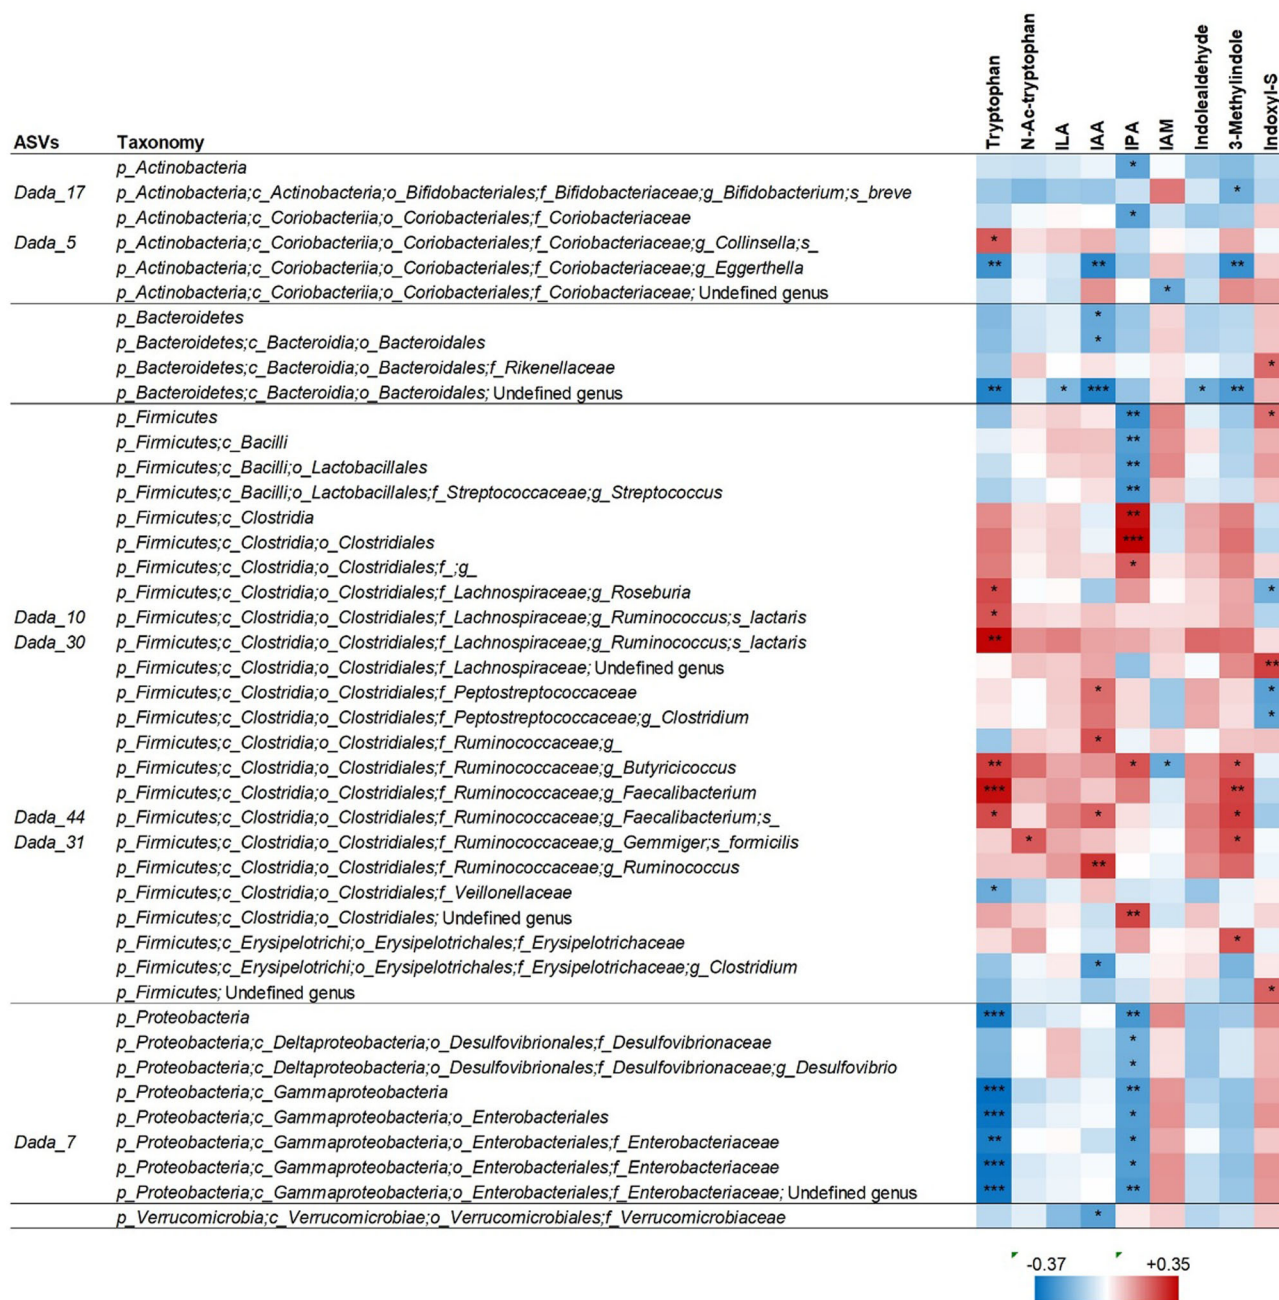 Tryptophan N-Ac-tryptophan ILA IAA IPA IAM Indolealdehyde 3-Methylindole Indoxyl-S
ASVs Taxonomy
p_Actinobacteria *
Dada_17 p_Actinobacteria;c_Actinobacteria;o_Bifidobacteriales;f_Bifidobacteriaceae;g_Bifidobacterium;s_breve *
p_Actinobacteria;c_Coriobacteriia;o_Coriobacteriales;f_Coriobacteriaceae *
Dada_5 p_Actinobacteria;c_Coriobacteriia;o_Coriobacteriales;f_Coriobacteriaceae;g_Collinsella;s_ *
p_Actinobacteria;c_Coriobacteriia;o_Coriobacteriales;f_Coriobacteriaceae;g_Eggerthella ** ** **
p_Actinobacteria;c_Coriobacteriia;o_Coriobacteriales;f_Coriobacteriaceae; Undefined genus *
p_Bacteroidetes *
p_Bacteroidetes;c_Bacteroidia;o_Bacteroidales *
p_Bacteroidetes;c_Bacteroidia;o_Bacteroidales;f_Rikenellaceae *
p_Bacteroidetes;c_Bacteroidia;o_Bacteroidales; Undefined genus ** * *** * **
p_Firmicutes ** *
p_Firmicutes;c_Bacilli **
p_Firmicutes;c_Bacilli;o_Lactobacillales **
p_Firmicutes;c_Bacilli;o_Lactobacillales;f_Streptococcaceae;g_Streptococcus **
p_Firmicutes;c_Clostridia **
p_Firmicutes;c_Clostridia;o_Clostridiales ***
p_Firmicutes;c_Clostridia;o_Clostridiales;f_;g_ *
p_Firmicutes;c_Clostridia;o_Clostridiales;f_Lachnospiraceae;g_Roseburia * *
Dada_10 p_Firmicutes;c_Clostridia;o_Clostridiales;f_Lachnospiraceae;g_Ruminococcus;s_lactaris *
Dada_30 p_Firmicutes;c_Clostridia;o_Clostridiales;f_Lachnospiraceae;g_Ruminococcus;s_lactaris **
p_Firmicutes;c_Clostridia;o_Clostridiales;f_Lachnospiraceae; Undefined genus **
p_Firmicutes;c_Clostridia;o_Clostridiales;f_Peptostreptococcaceae * *
p_Firmicutes;c_Clostridia;o_Clostridiales;f_Peptostreptococcaceae;g_Clostridium *
p_Firmicutes;c_Clostridia;o_Clostridiales;f_Ruminococcaceae;g_ *
p_Firmicutes;c_Clostridia;o_Clostridiales;f_Ruminococcaceae;g_Butyricicoccus ** * * *
p_Firmicutes;c_Clostridia;o_Clostridiales;f_Ruminococcaceae;g_Faecalibacterium *** **
Dada_44 p_Firmicutes;c_Clostridia;o_Clostridiales;f_Ruminococcaceae;g_Faecalibacterium;s_ * * *
Dada_31 p_Firmicutes;c_Clostridia;o_Clostridiales;f_Ruminococcaceae;g_Gemmiger;s_formicilis * *
p_Firmicutes;c_Clostridia;o_Clostridiales;f_Ruminococcaceae;g_Ruminococcus **
p_Firmicutes;c_Clostridia;o_Clostridiales;f_Veillonellaceae *
p_Firmicutes;c_Clostridia;o_Clostridiales; Undefined genus **
p_Firmicutes;c_Erysipelotrichi;o_Erysipelotrichales;f_Erysipelotrichaceae *
p_Firmicutes;c_Erysipelotrichi;o_Erysipelotrichales;f_Erysipelotrichaceae;g_Clostridium *
p_Firmicutes; Undefined genus *
p_Proteobacteria *** **
p_Proteobacteria;c_Deltaproteobacteria;o_Desulfovibrionales;f_Desulfovibrionaceae *
p_Proteobacteria;c_Deltaproteobacteria;o_Desulfovibrionales;f_Desulfovibrionaceae;g_Desulfovibrio *
p_Proteobacteria;c_Gammaproteobacteria *** **
p_Proteobacteria;c_Gammaproteobacteria;o_Enterobacteriales *** *
Dada_7 p_Proteobacteria;c_Gammaproteobacteria;o_Enterobacteriales;f_Enterobacteriaceae ** *
p_Proteobacteria;c_Gammaproteobacteria;o_Enterobacteriales;f_Enterobacteriaceae *** *
p_Proteobacteria;c_Gammaproteobacteria;o_Enterobacteriales;f_Enterobacteriaceae; Undefined genus *** **
p_Verrucomicrobia;c_Verrucomicrobiae;o_Verrucomicrobiales;f_Verrucomicrobiaceae *
-0.37 +0.35